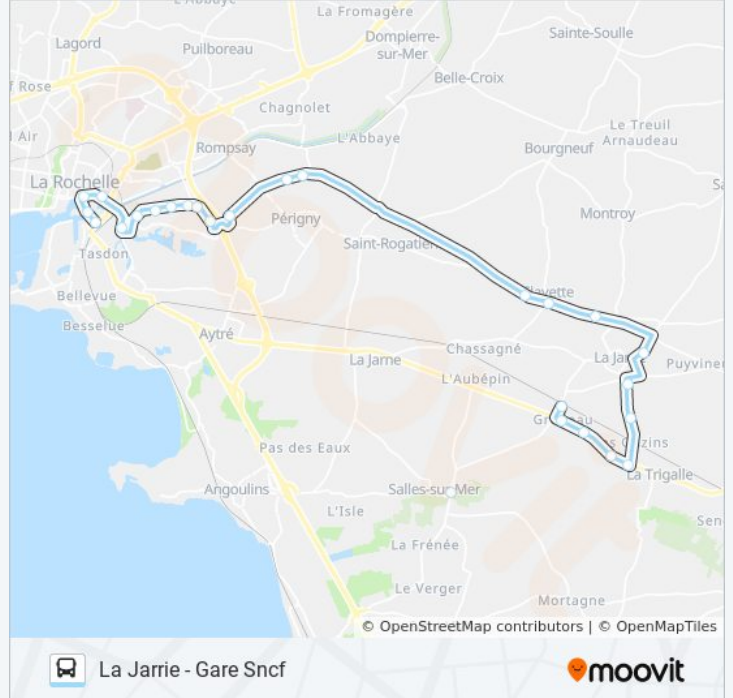 L'Abbaye
La Fromagère
Lagord
Puilboreau
Dompierre-
sur-Mer
Sainte-Soulle
Belle-Croix
f Rose
Chagnolet
Le Treuil
Arnaudeau
l Air
L'Abbaye
Rompsay
Bourgneuf
La Rochelle
Périgny
Montroy
Saint-Rogatien
Tasdon
Bellevue
Besselue
Aytré
Chassagné
La Jarne
Puyviner
L'Aubépin
Pas des Eaux
La Trigalle
Angoulins
Salles-sur-Mer
L'Isle
Sen
La Frénée
Le Verger
Mortagne
© OpenStreetMap contributors | © OpenMapTiles
La Jarrie - Gare Sncf
moovit